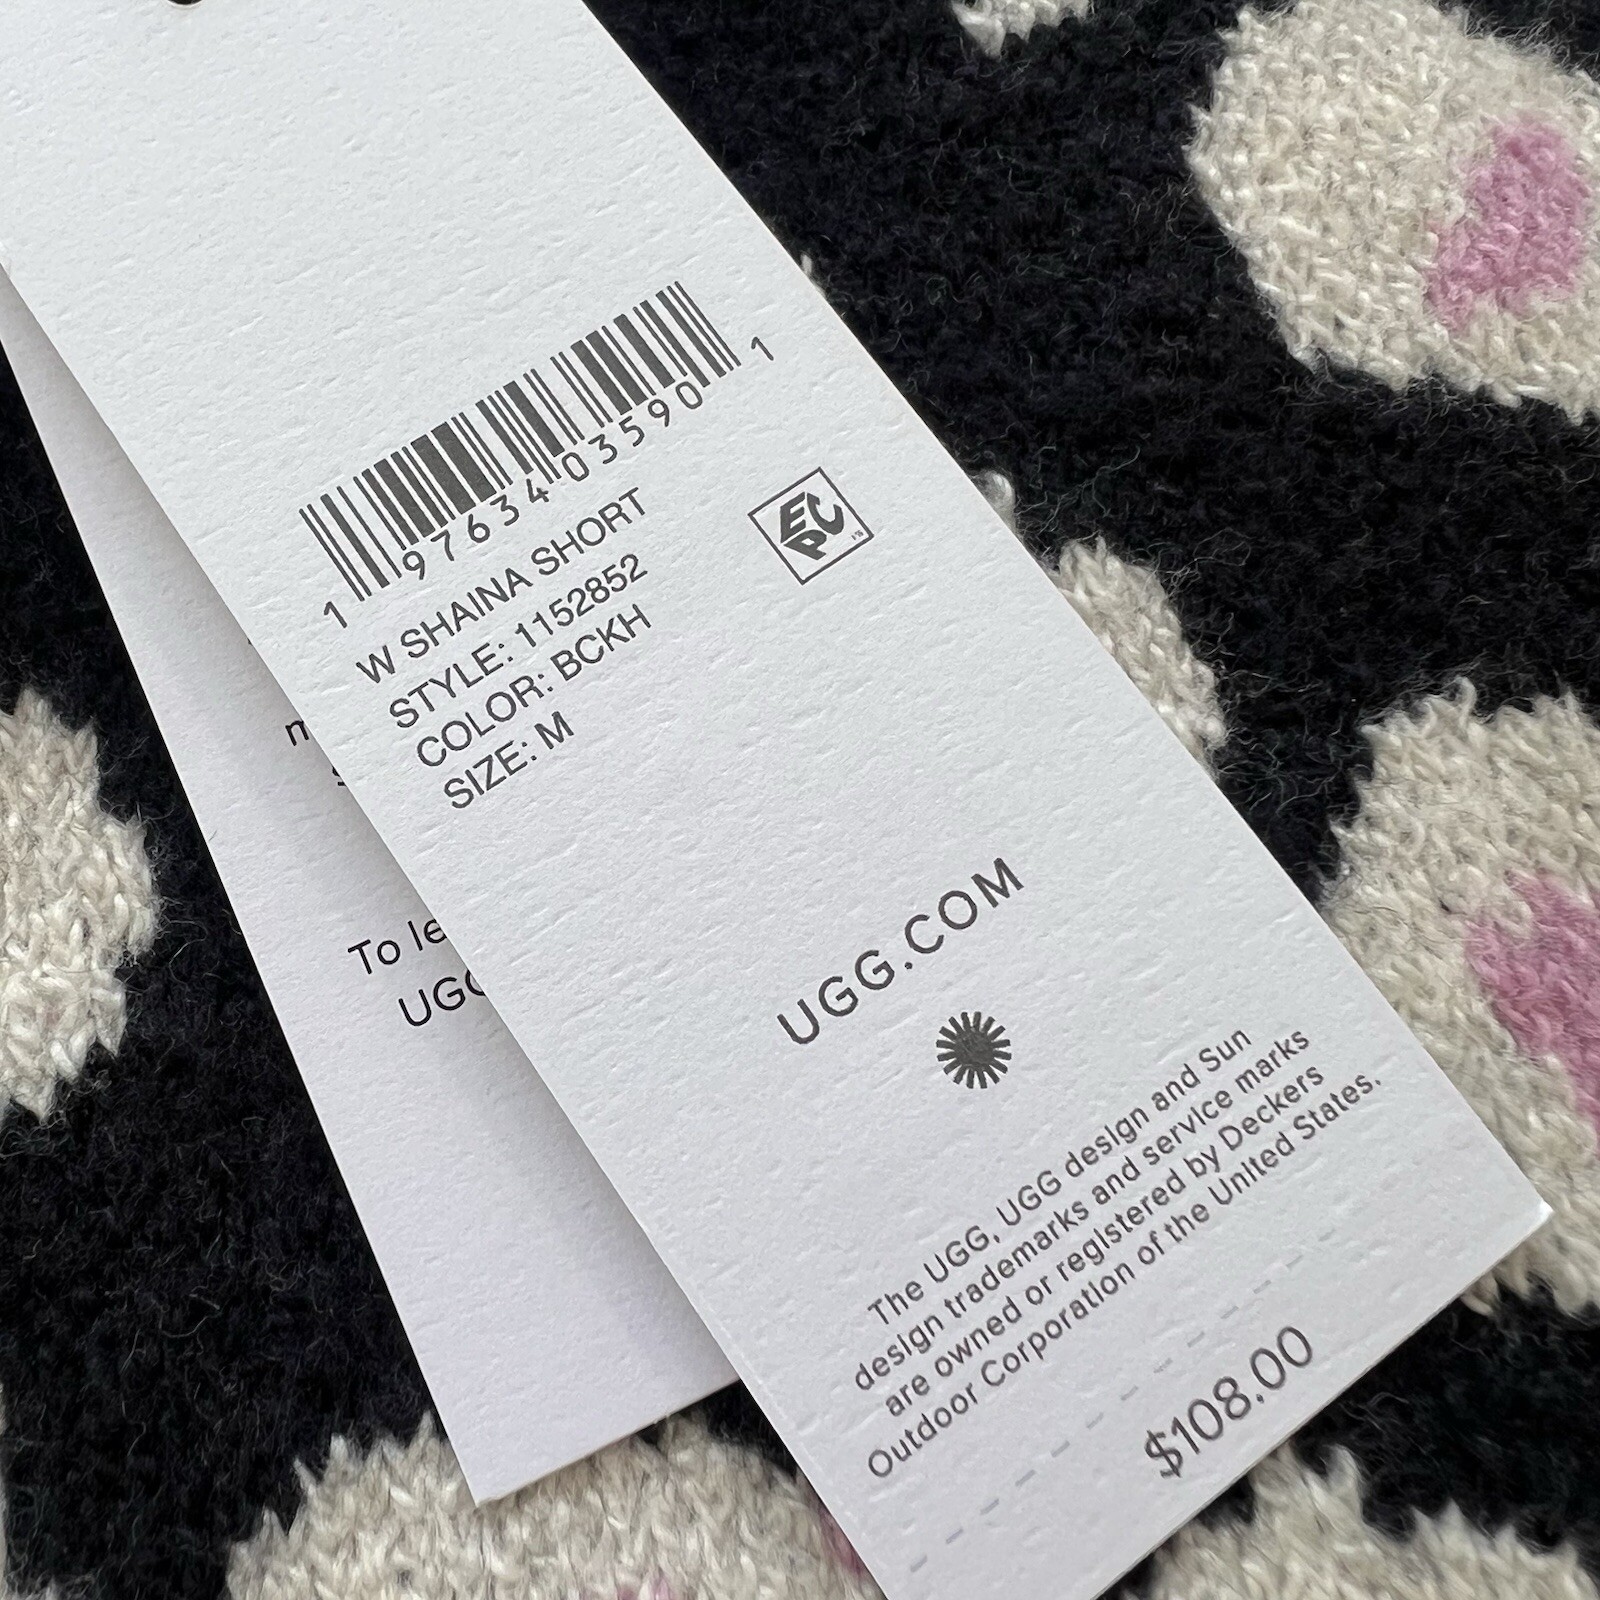 1 97634 03590 1
W SHAINA SHORT
STYLE: 1152852
COLOR: BCKH
SIZE: M
EPC
To le
UGG
UGG.COM
The UGG, UGG design and Sun
design trademarks and service marks
are owned or registered by Deckers
Outdoor Corporation of the United States.
$108.00